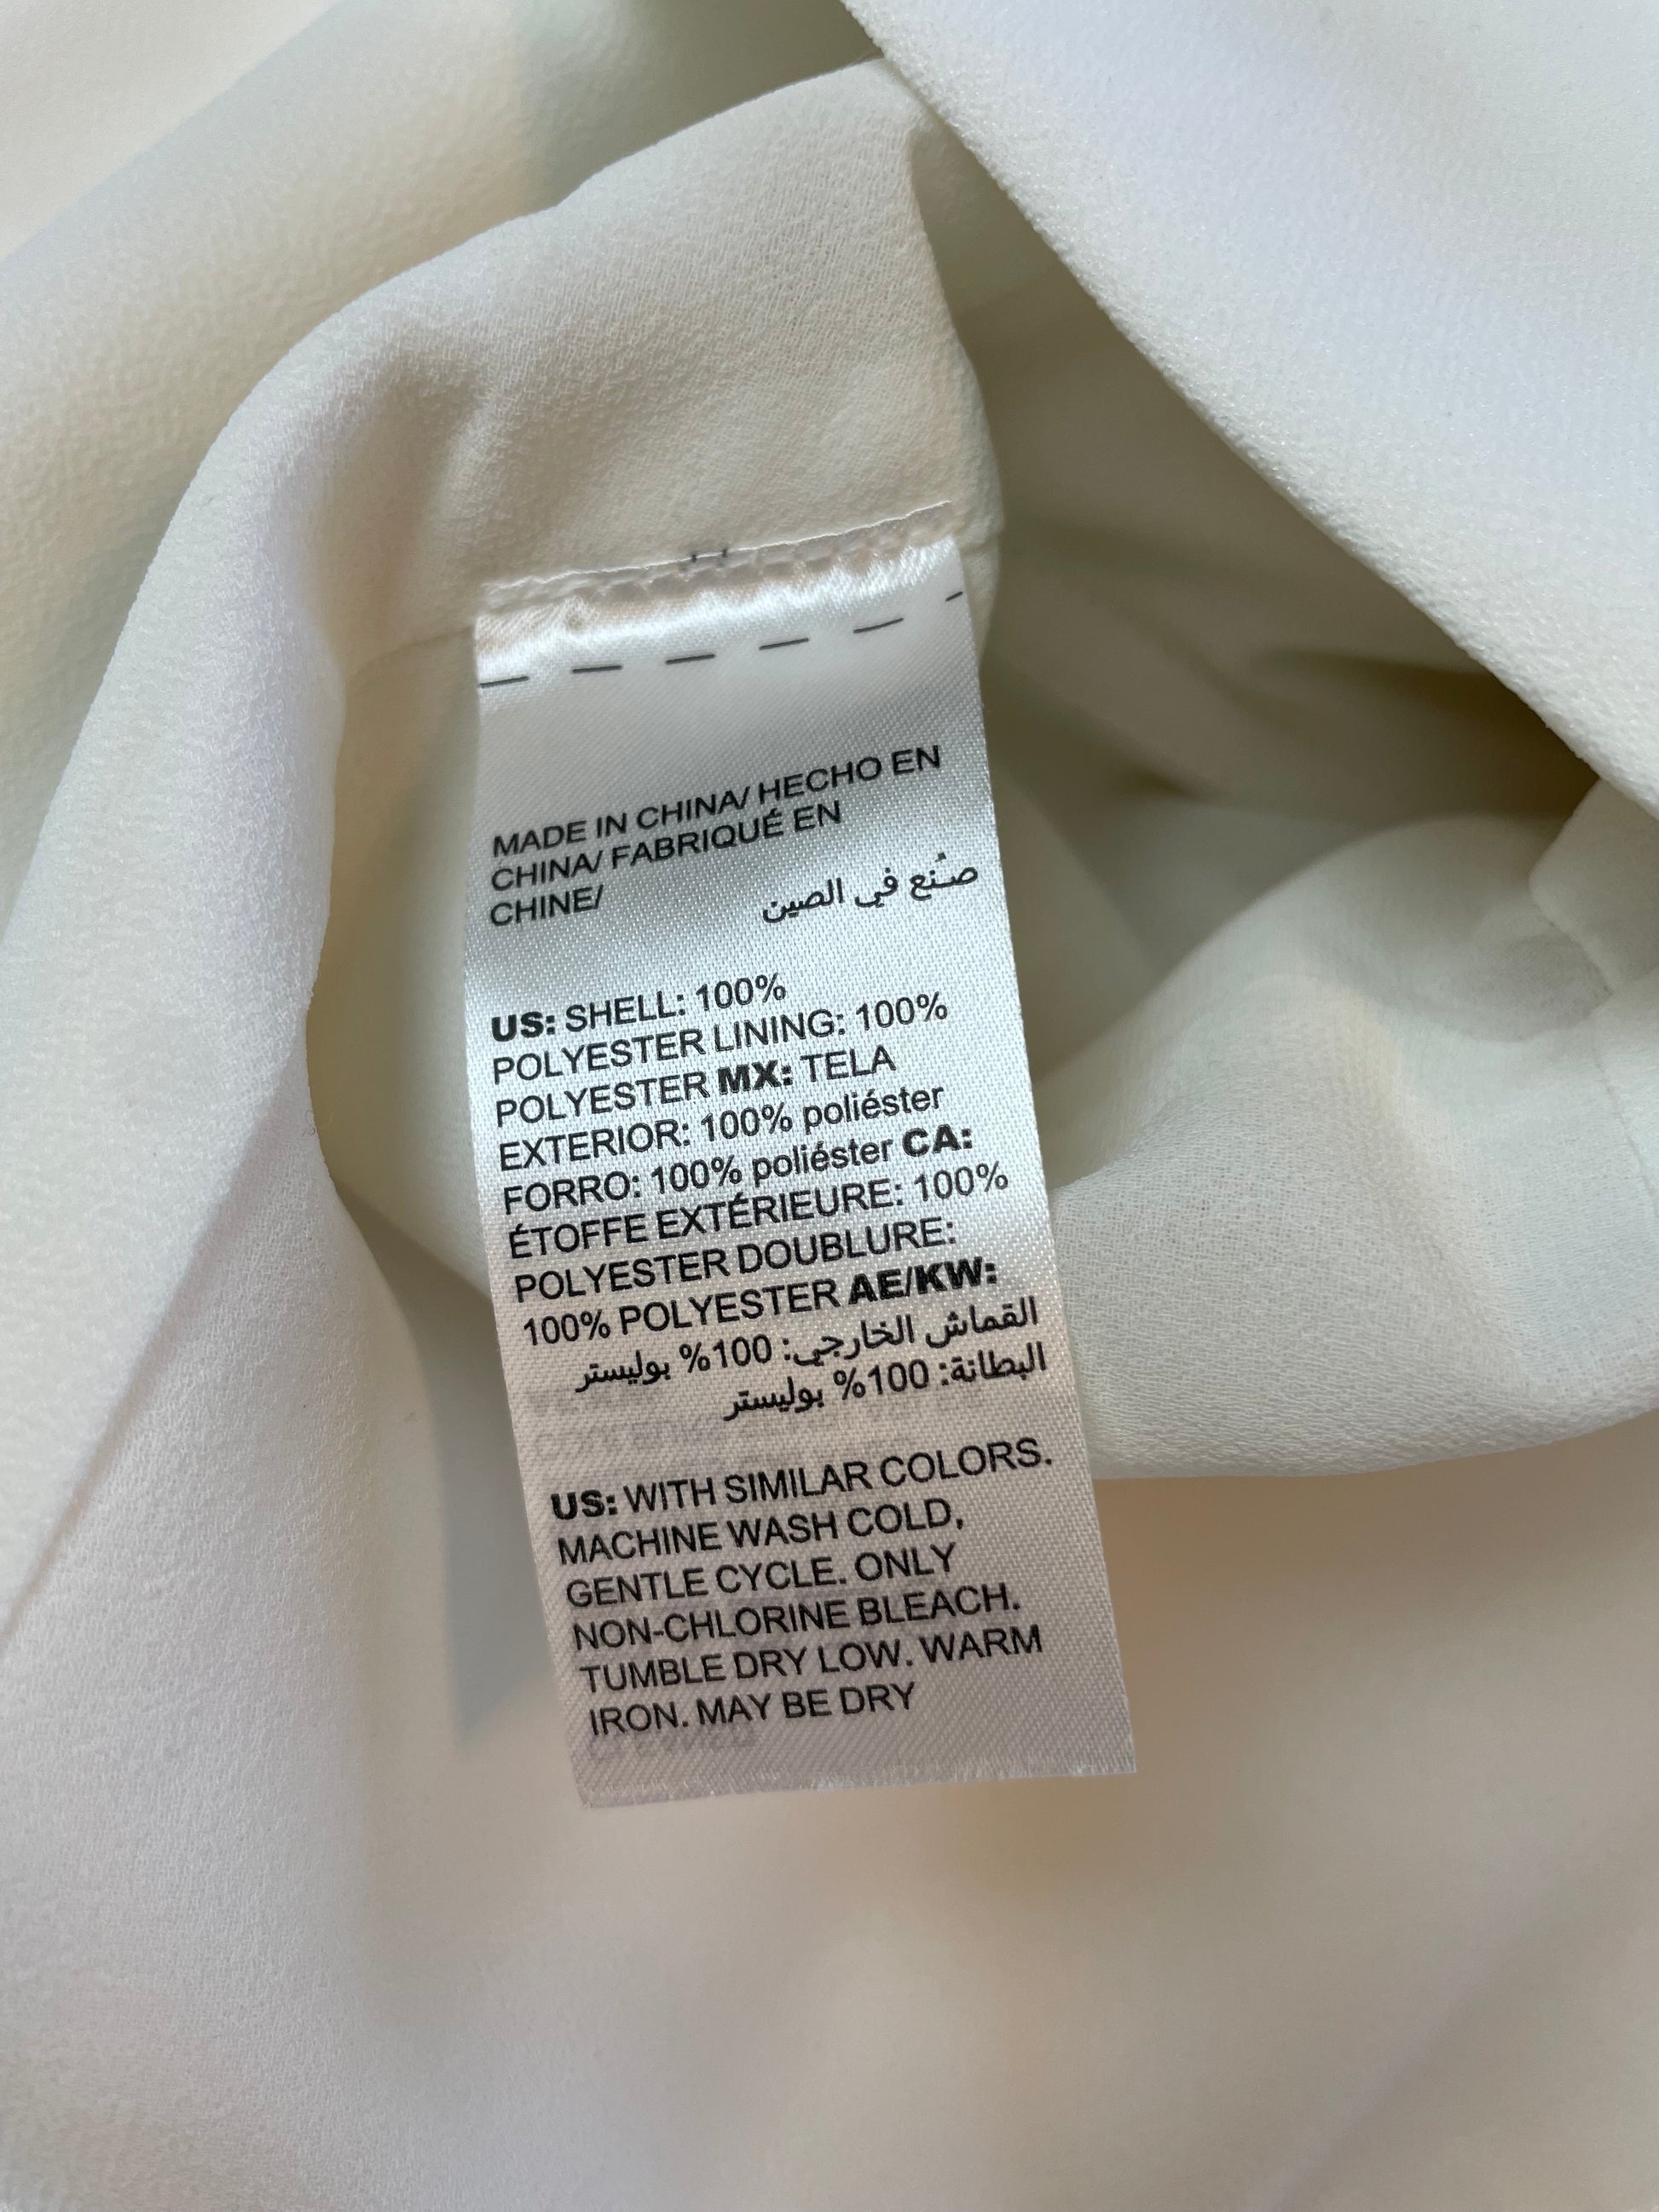 MADE IN CHINA/ HECHO EN
CHINA/ FABRIQUÉ EN
CHINE/
صُنع في الصين
US: SHELL: 100%
POLYESTER LINING: 100%
POLYESTER MX: TELA
EXTERIOR: 100% poliéster
FORRO: 100% poliéster CA:
ÉTOFFE EXTÉRIEURE: 100%
POLYESTER DOUBLURE:
100% POLYESTER AE/KW:
القماش الخارجي: 100% بوليستر
البطانة: 100% بوليستر
US: WITH SIMILAR COLORS.
MACHINE WASH COLD,
GENTLE CYCLE. ONLY
NON-CHLORINE BLEACH.
TUMBLE DRY LOW. WARM
IRON. MAY BE DRY